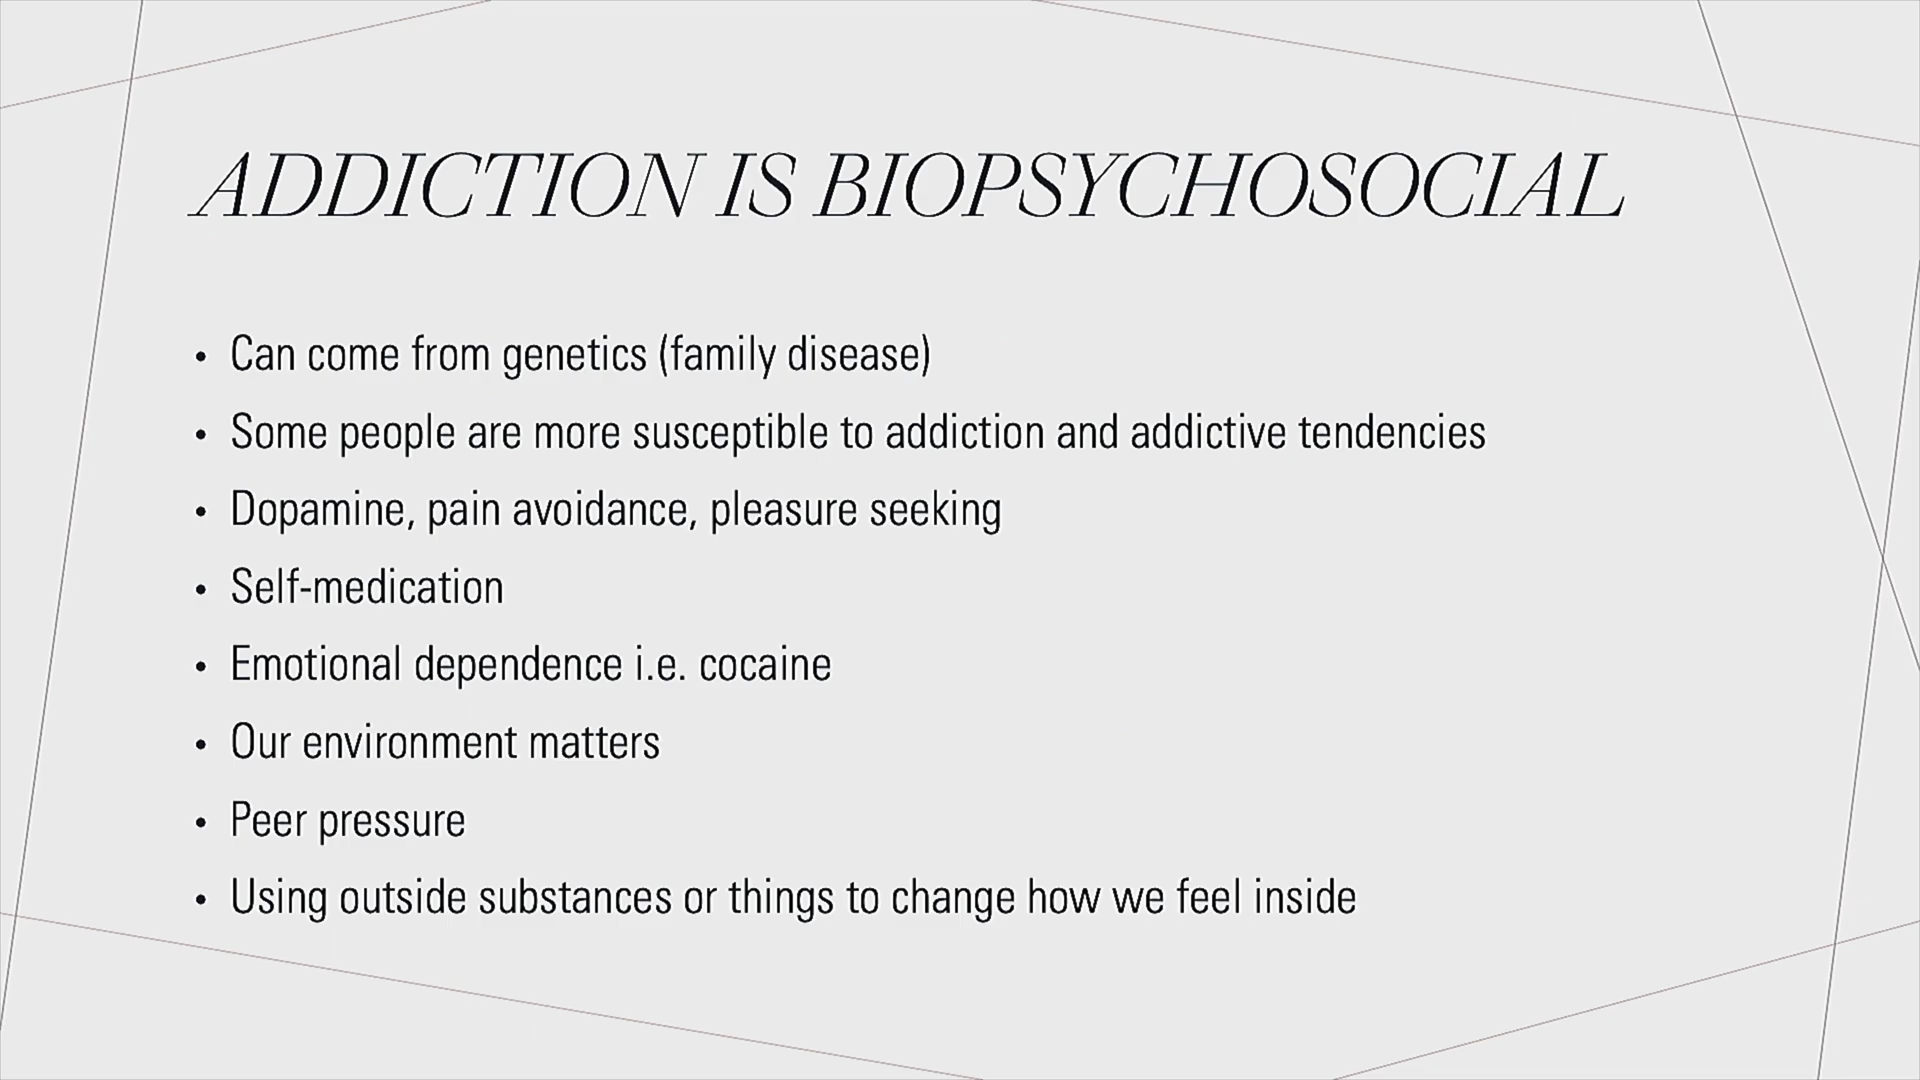 ADDICTION IS BIOPSYCHOSOCIAL
• Can come from genetics (family disease)
• Some people are more susceptible to addiction and addictive tendencies
• Dopamine, pain avoidance, pleasure seeking
• Self-medication
• Emotional dependence i.e. cocaine
• Our environment matters
• Peer pressure
• Using outside substances or things to change how we feel inside